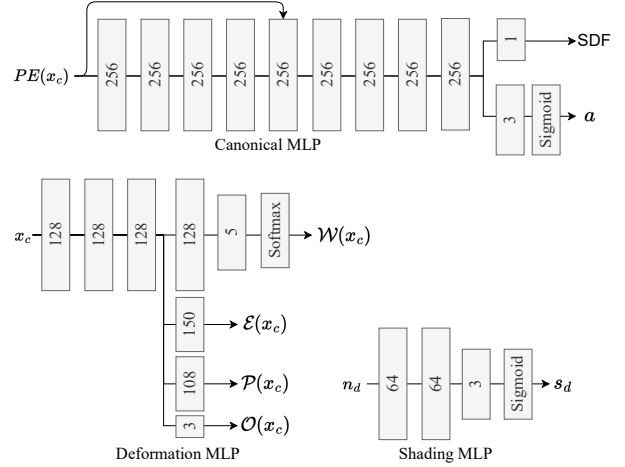 PE(x_c) 256 256 256 256 256 256 256 256 256 1 SDF
3 Sigmoid a
Canonical MLP
x_c 128 128 128 128 5 Softmax 𝒲(x_c)
150 ℰ(x_c)
108 𝒫(x_c)
3 𝒪(x_c)
Deformation MLP
n_d 64 64 3 Sigmoid s_d
Shading MLP